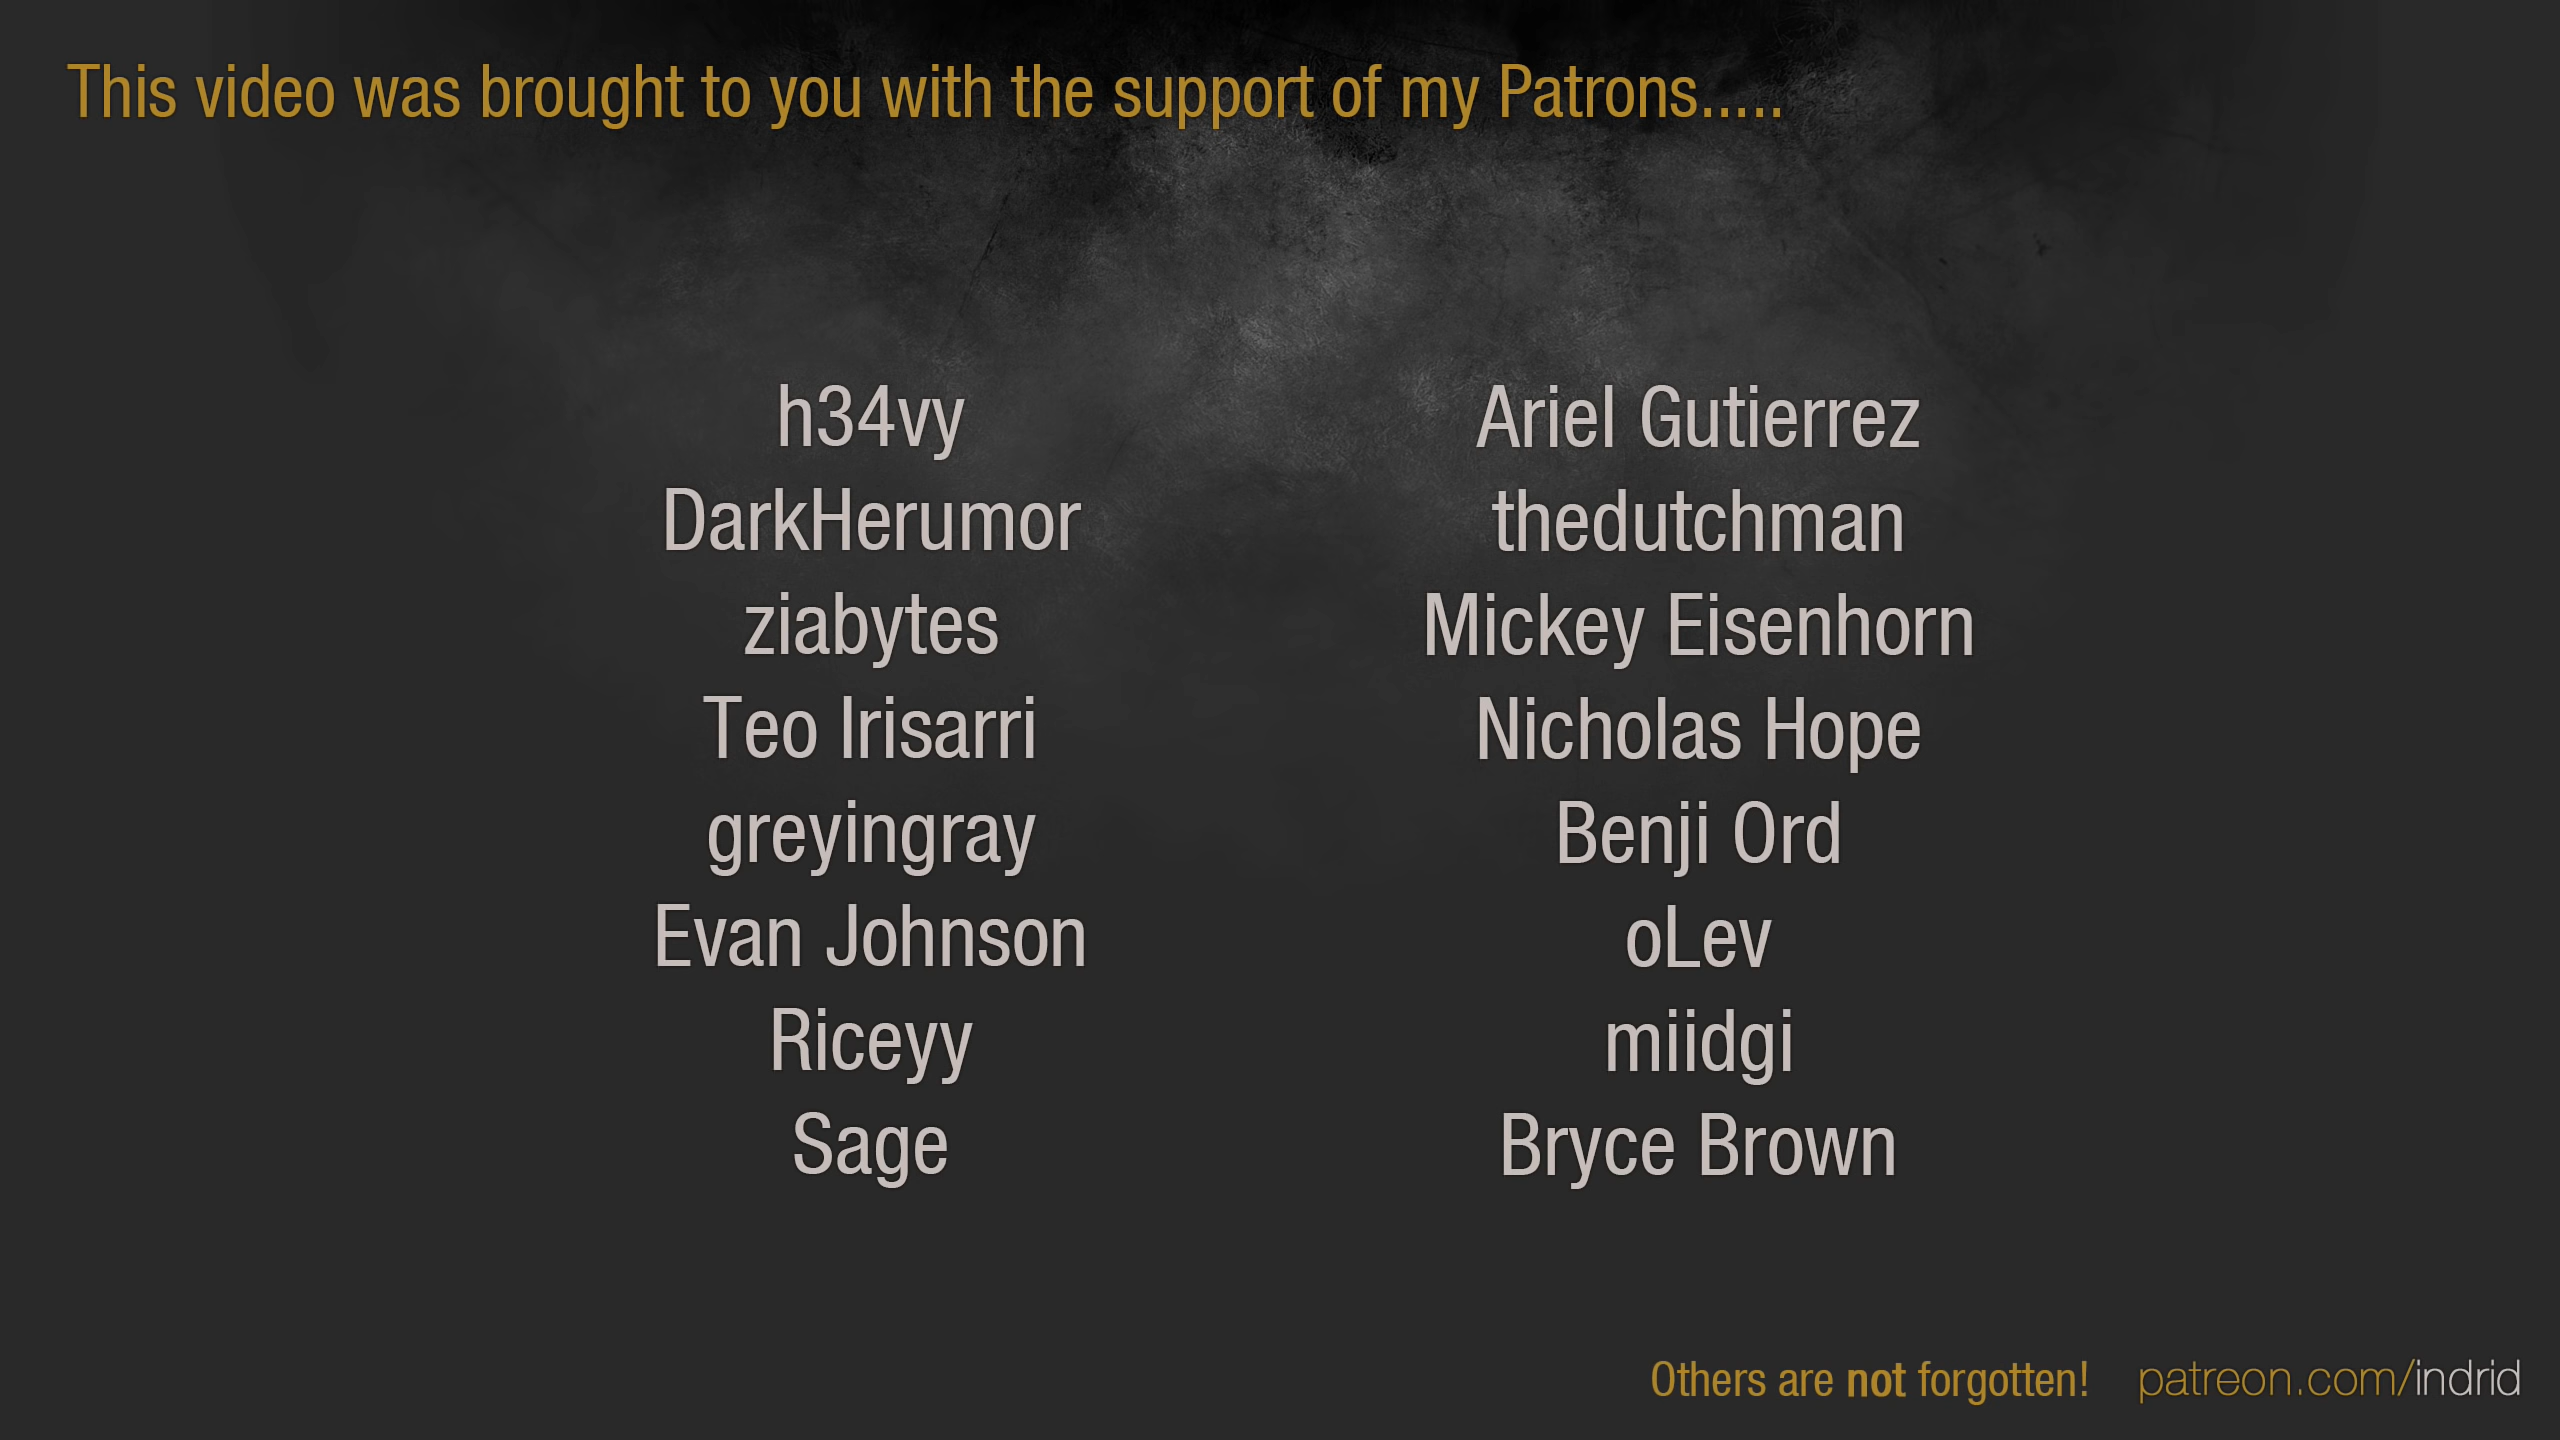 This video was brought to you with the support of my Patrons.....
h34vy
DarkHerumor
ziabytes
Teo Irisarri
greyingray
Evan Johnson
Riceyy
Sage
Ariel Gutierrez
thedutchman
Mickey Eisenhorn
Nicholas Hope
Benji Ord
oLev
miidgi
Bryce Brown
Others are not forgotten! patreon.com/indrid